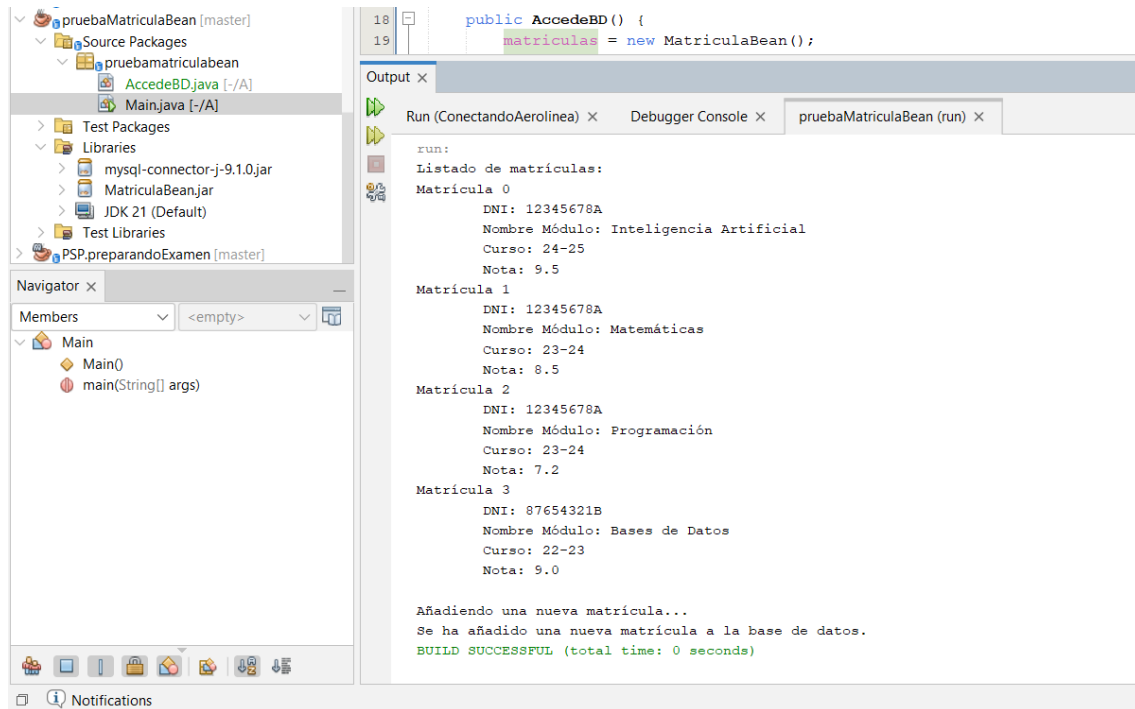 pruebaMatriculaBean [master]
Source Packages
pruebamatriculabean
AccedeBD.java [-/A]
Main.java [-/A]
Test Packages
Libraries
mysql-connector-j-9.1.0.jar
MatriculaBean.jar
JDK 21 (Default)
Test Libraries
PSP.preparandoExamen [master]
Navigator ×
Members
<empty>
Main
Main()
main(String[] args)
Notifications
18 public AccedeBD() {
19 matriculas = new MatriculaBean();
Output ×
Run (ConectandoAerolinea) × Debugger Console × pruebaMatriculaBean (run) ×
run:
Listado de matrículas:
Matrícula 0
DNI: 12345678A
Nombre Módulo: Inteligencia Artificial
Curso: 24-25
Nota: 9.5
Matrícula 1
DNI: 12345678A
Nombre Módulo: Matemáticas
Curso: 23-24
Nota: 8.5
Matrícula 2
DNI: 12345678A
Nombre Módulo: Programación
Curso: 23-24
Nota: 7.2
Matrícula 3
DNI: 87654321B
Nombre Módulo: Bases de Datos
Curso: 22-23
Nota: 9.0
Añadiendo una nueva matrícula...
Se ha añadido una nueva matrícula a la base de datos.
BUILD SUCCESSFUL (total time: 0 seconds)